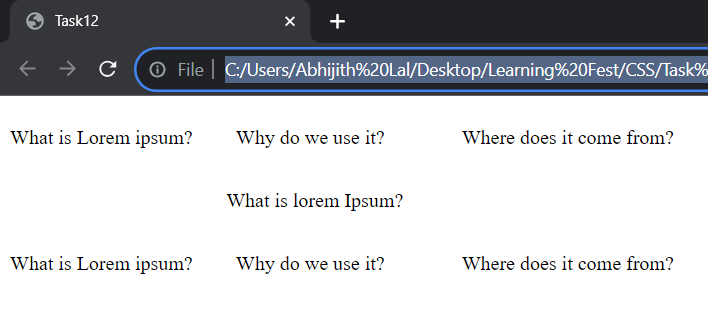 Task12
File C:/Users/Abhijith%20Lal/Desktop/Learning%20Fest/CSS/Task%
What is Lorem ipsum? Why do we use it? Where does it come from?
What is lorem Ipsum?
What is Lorem ipsum? Why do we use it? Where does it come from?